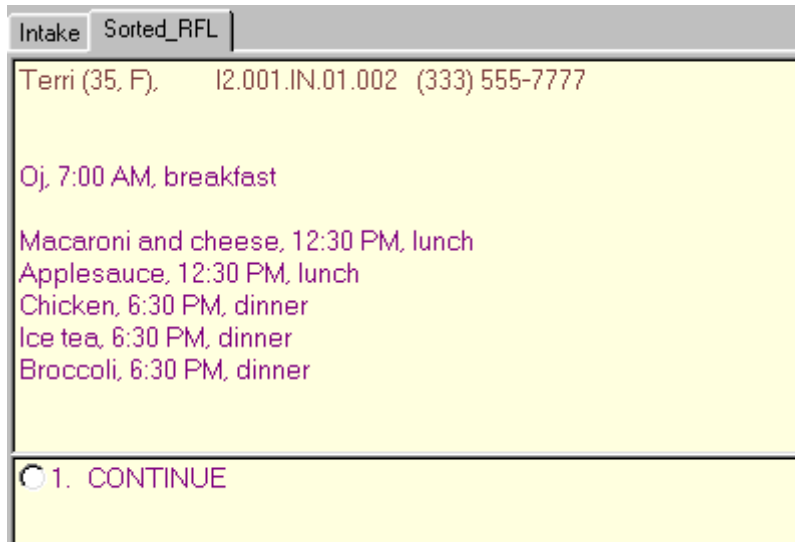 Intake Sorted_RFL
Terri (35, F), I2.001.IN.01.002 (333) 555-7777
Oj, 7:00 AM, breakfast
Macaroni and cheese, 12:30 PM, lunch
Applesauce, 12:30 PM, lunch
Chicken, 6:30 PM, dinner
Ice tea, 6:30 PM, dinner
Broccoli, 6:30 PM, dinner
1. CONTINUE